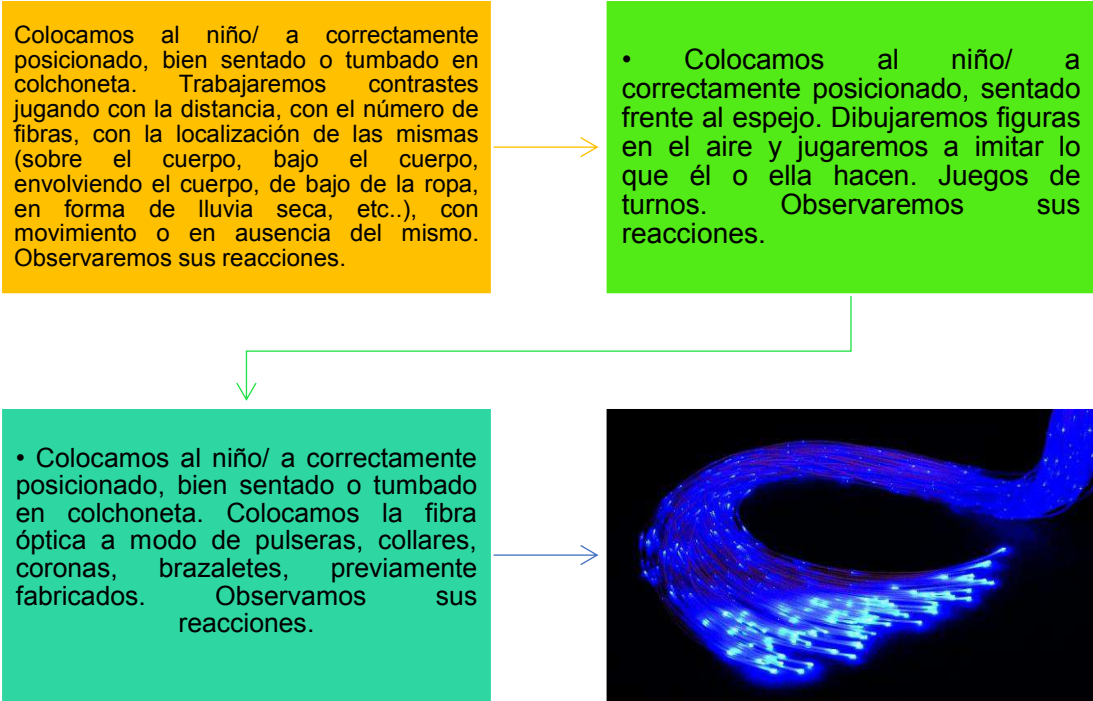 Colocamos al niño/ a correctamente
posicionado, bien sentado o tumbado en
colchoneta. Trabajaremos contrastes
jugando con la distancia, con el número de
fibras, con la localización de las mismas
(sobre el cuerpo, bajo el cuerpo,
envolviendo el cuerpo, de bajo de la ropa,
en forma de lluvia seca, etc..), con
movimiento o en ausencia del mismo.
Observaremos sus reacciones.
• Colocamos al niño/ a
correctamente posicionado, sentado
frente al espejo. Dibujaremos figuras
en el aire y jugaremos a imitar lo
que él o ella hacen. Juegos de
turnos. Observaremos sus
reacciones.
• Colocamos al niño/ a correctamente
posicionado, bien sentado o tumbado
en colchoneta. Colocamos la fibra
óptica a modo de pulseras, collares,
coronas, brazaletes, previamente
fabricados. Observamos sus
reacciones.